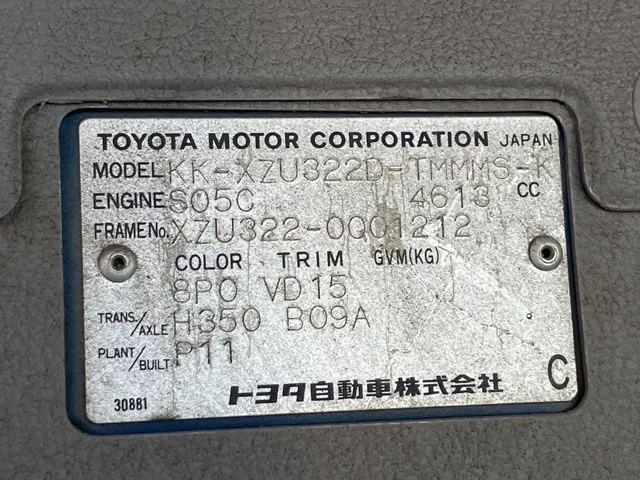 TOYOTA MOTOR CORPORATION JAPAN
MODEL KK-XZU322D-TMMMS-K
ENGINE S05C 4613 CC
FRAME No. XZU322-0001212
COLOR TRIM GVM(KG)
8P0 VD15
TRANS./AXLE H350 B09A
PLANT/BUILT P11
トヨタ自動車株式会社 C
30881